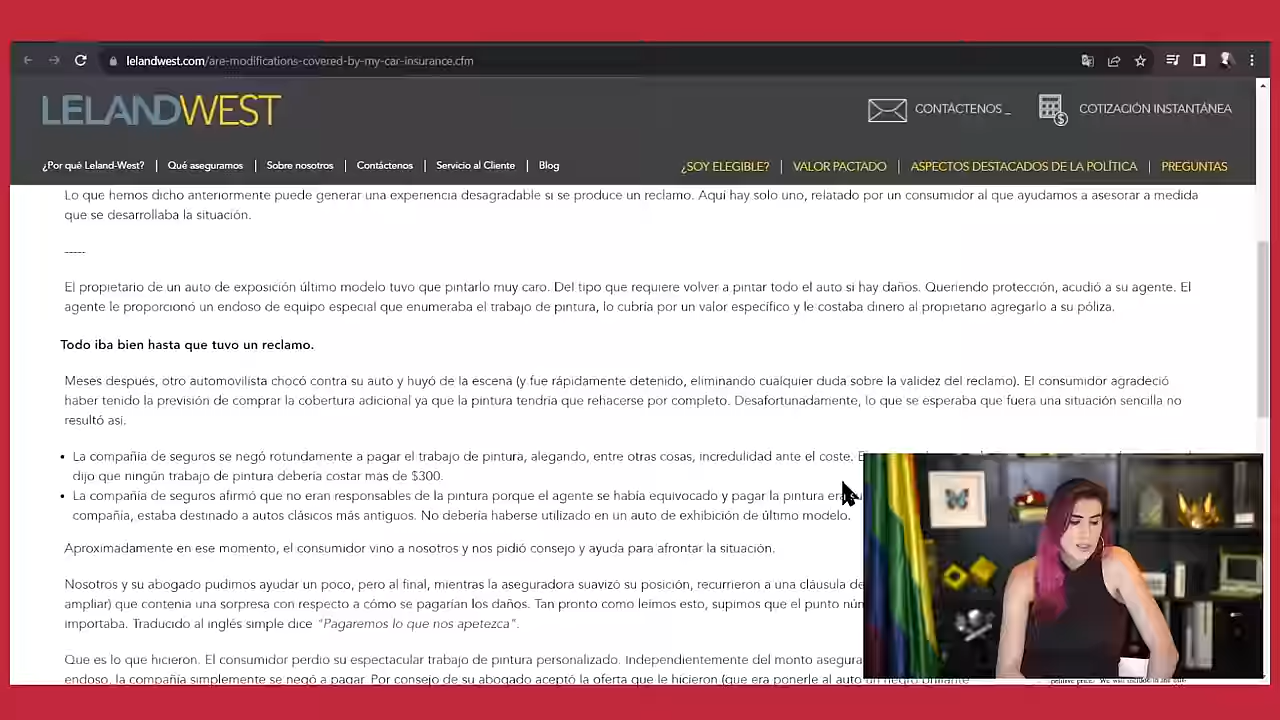 lelandwest.com/are-modifications-covered-by-my-car-insurance.cfm
LELANDWEST
CONTÁCTENOS _
COTIZACIÓN INSTANTÁNEA
¿Por qué Leland-West? | Qué aseguramos | Sobre nosotros | Contáctenos | Servicio al Cliente | Blog
¿SOY ELEGIBLE? | VALOR PACTADO | ASPECTOS DESTACADOS DE LA POLÍTICA | PREGUNTAS
Lo que hemos dicho anteriormente puede generar una experiencia desagradable si se produce un reclamo. Aquí hay solo uno, relatado por un consumidor al que ayudamos a asesorar a medida
que se desarrollaba la situación.
-----
El propietario de un auto de exposición último modelo tuvo que pintarlo muy caro. Del tipo que requiere volver a pintar todo el auto si hay daños. Queriendo protección, acudió a su agente. El
agente le proporcionó un endoso de equipo especial que enumeraba el trabajo de pintura, lo cubría por un valor específico y le costaba dinero al propietario agregarlo a su póliza.
Todo iba bien hasta que tuvo un reclamo.
Meses después, otro automovilista chocó contra su auto y huyó de la escena (y fue rápidamente detenido, eliminando cualquier duda sobre la validez del reclamo). El consumidor agradeció
haber tenido la previsión de comprar la cobertura adicional ya que la pintura tendría que rehacerse por completo. Desafortunadamente, lo que se esperaba que fuera una situación sencilla no
resultó así.
• La compañía de seguros se negó rotundamente a pagar el trabajo de pintura, alegando, entre otras cosas, incredulidad ante el coste.
dijo que ningún trabajo de pintura debería costar más de $300.
• La compañía de seguros afirmó que no eran responsables de la pintura porque el agente se había equivocado y pagar la pintura
compañía, estaba destinado a autos clásicos más antiguos. No debería haberse utilizado en un auto de exhibición de último modelo.
Aproximadamente en ese momento, el consumidor vino a nosotros y nos pidió consejo y ayuda para afrontar la situación.
Nosotros y su abogado pudimos ayudar un poco, pero al final, mientras la aseguradora suavizó su posición, recurrieron a una cláusula de
ampliar) que contenía una sorpresa con respecto a cómo se pagarían los daños. Tan pronto como leímos esto, supimos que el punto
importaba. Traducido al inglés simple dice "Pagaremos lo que nos apetezca".
Que es lo que hicieron. El consumidor perdió su espectacular trabajo de pintura personalizado. Independientemente del monto
endoso, la compañía simplemente se negó a pagar. Por consejo de su abogado aceptó la oferta que le hicieron (que era ponerle al auto un negro brillante